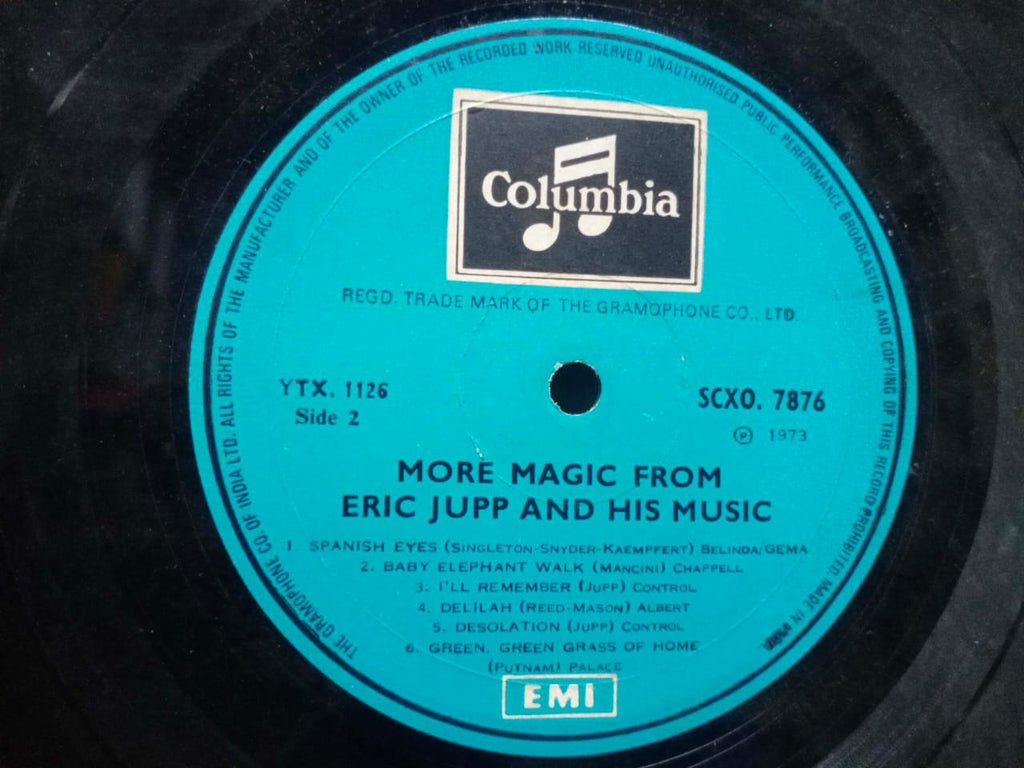 THE GRAMOPHONE CO. OF INDIA LTD. ALL RIGHTS OF THE MANUFACTURER AND OF THE OWNER OF THE RECORDED WORK RESERVED UNAUTHORISED PUBLIC PERFORMANCE BROADCASTING AND COPYING OF THIS RECORD PROHIBITED. MADE IN
Columbia
REGD. TRADE MARK OF THE GRAMOPHONE CO., LTD.
YTX. 1126
Side 2
SCXO. 7876
Ⓟ 1973
MORE MAGIC FROM
ERIC JUPP AND HIS MUSIC
1. SPANISH EYES (SINGLETON-SNYDER-KAEMPFERT) BELINDA/GEMA
2. BABY ELEPHANT WALK (MANCINI) CHAPPELL
3. I'LL REMEMBER (JUPP) CONTROL
4. DELILAH (REED-MASON) ALBERT
5. DESOLATION (JUPP) CONTROL
6. GREEN, GREEN GRASS OF HOME
(PUTNAM) PALACE
EMI